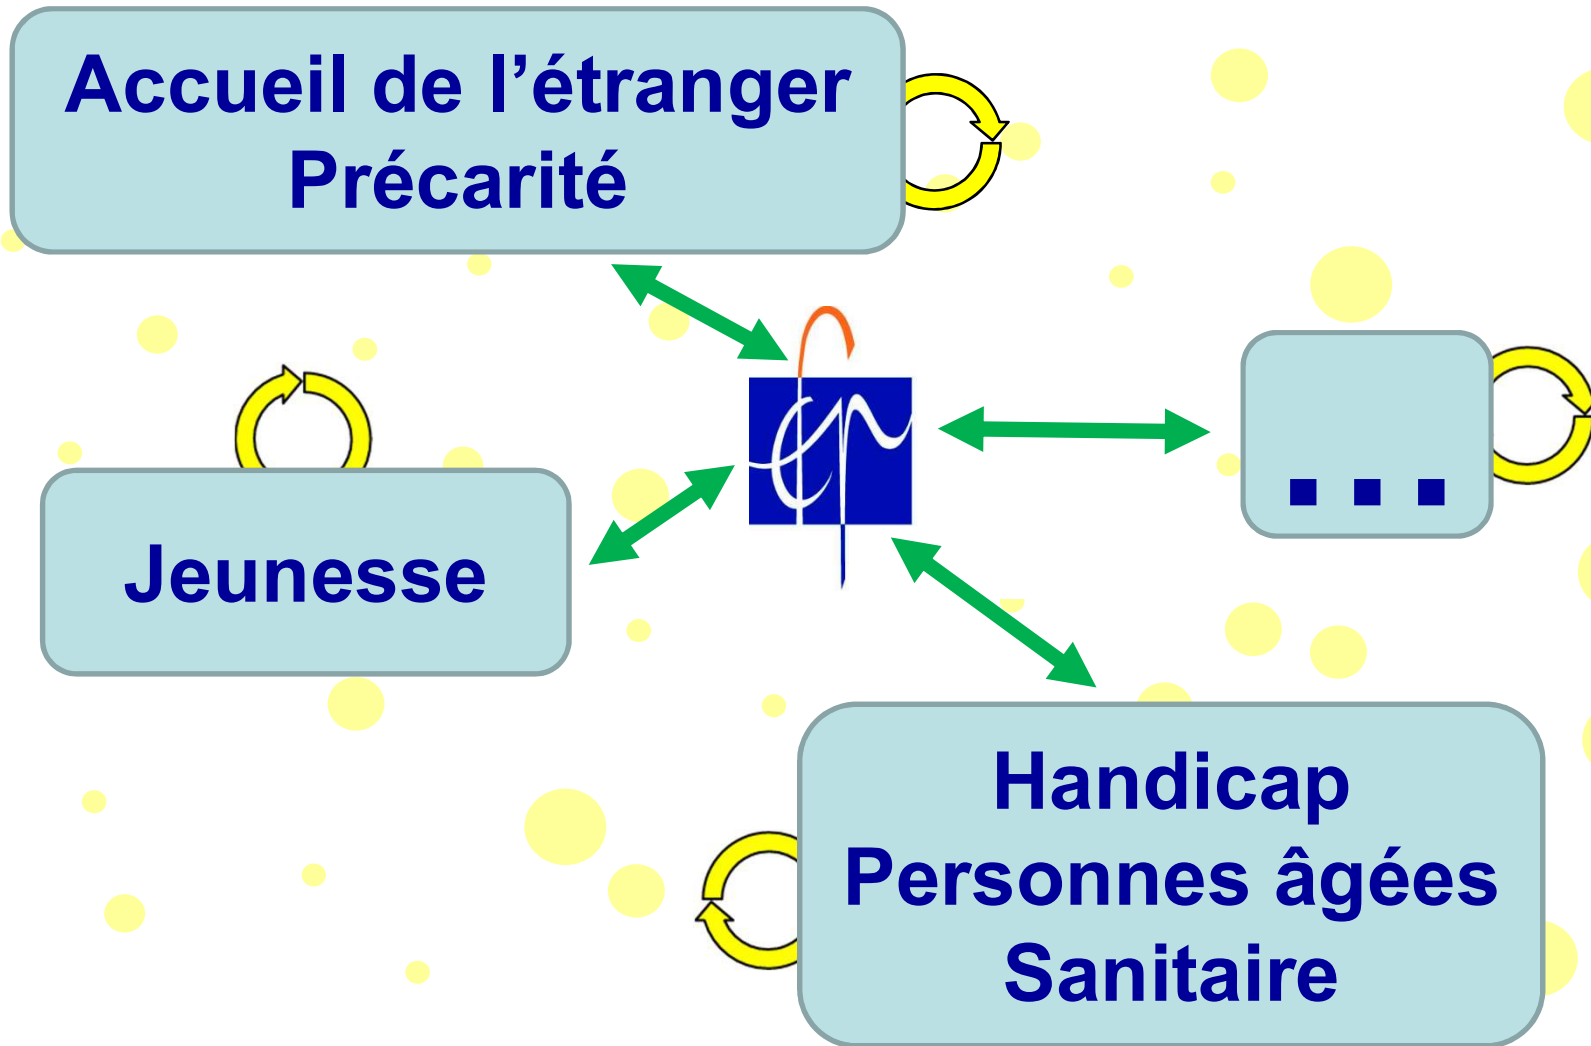 Accueil de l’étranger
Précarité
...
Jeunesse
Handicap
Personnes âgées
Sanitaire